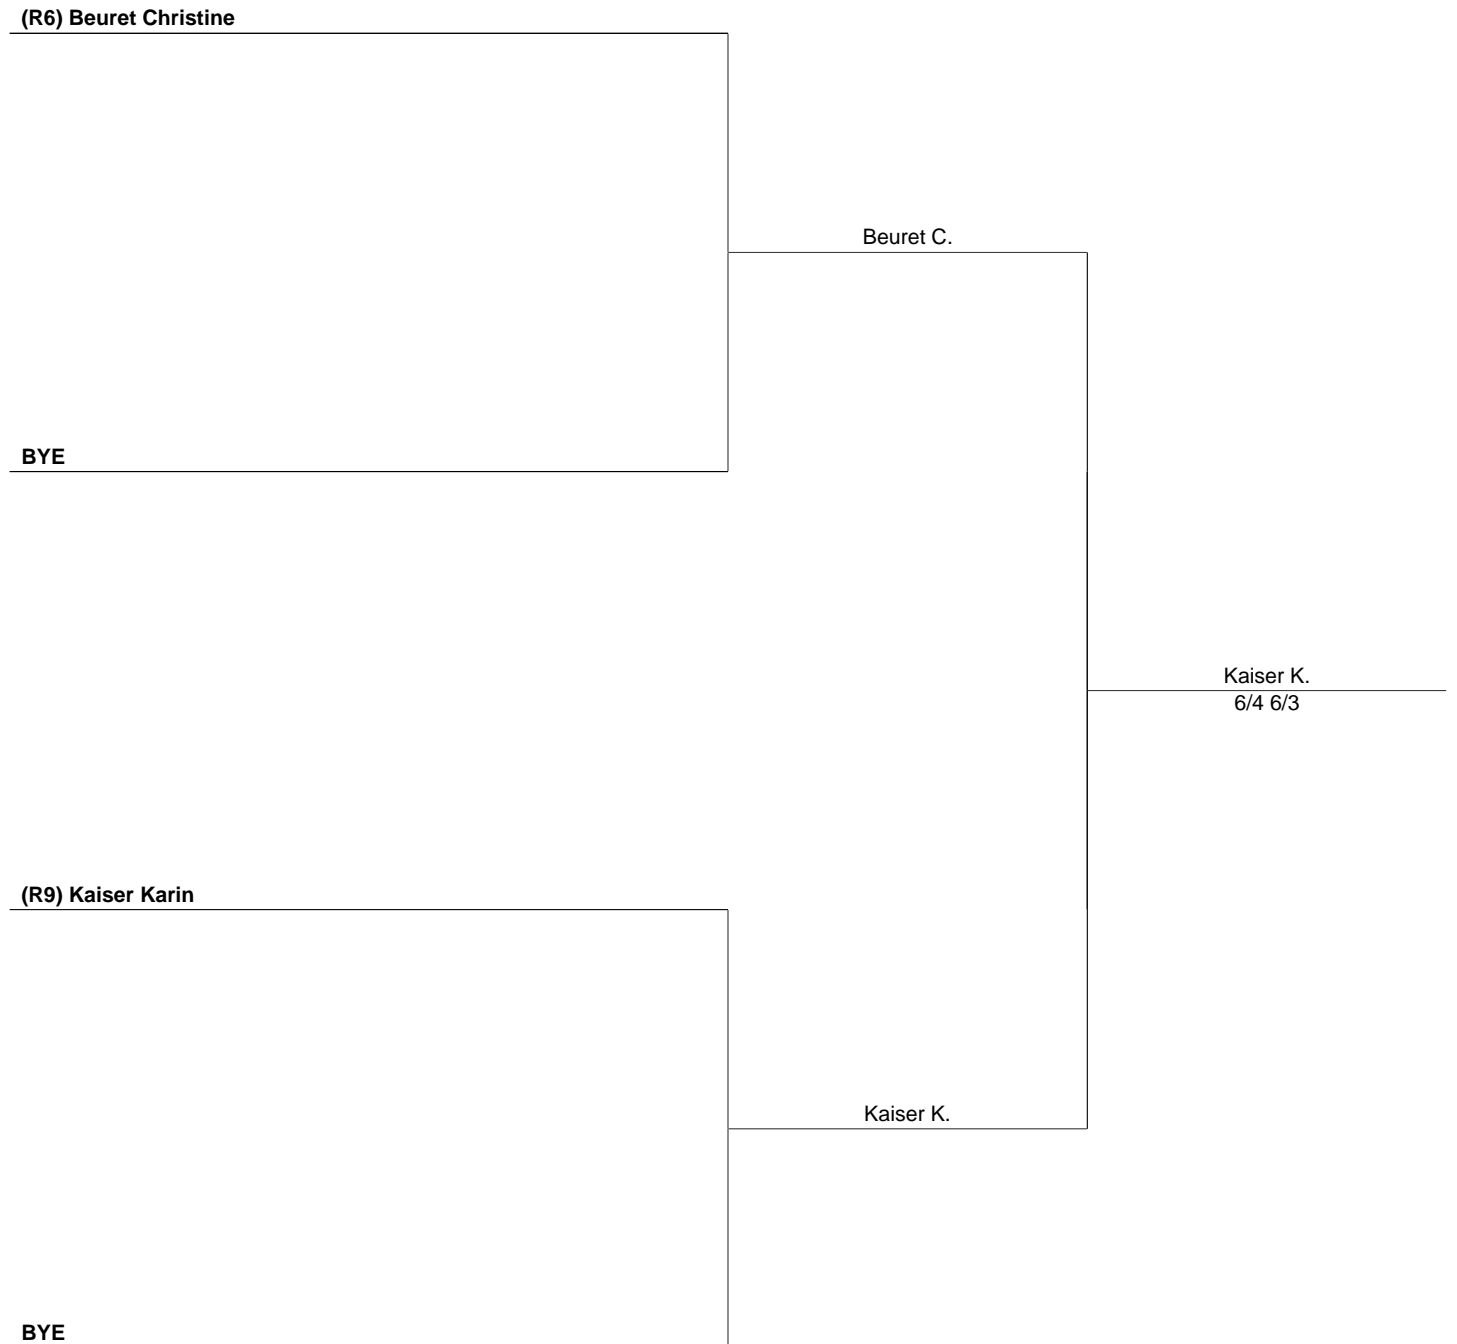 (R6) Beuret Christine
Beuret C.
BYE
Kaiser K.
6/4 6/3
(R9) Kaiser Karin
Kaiser K.
BYE